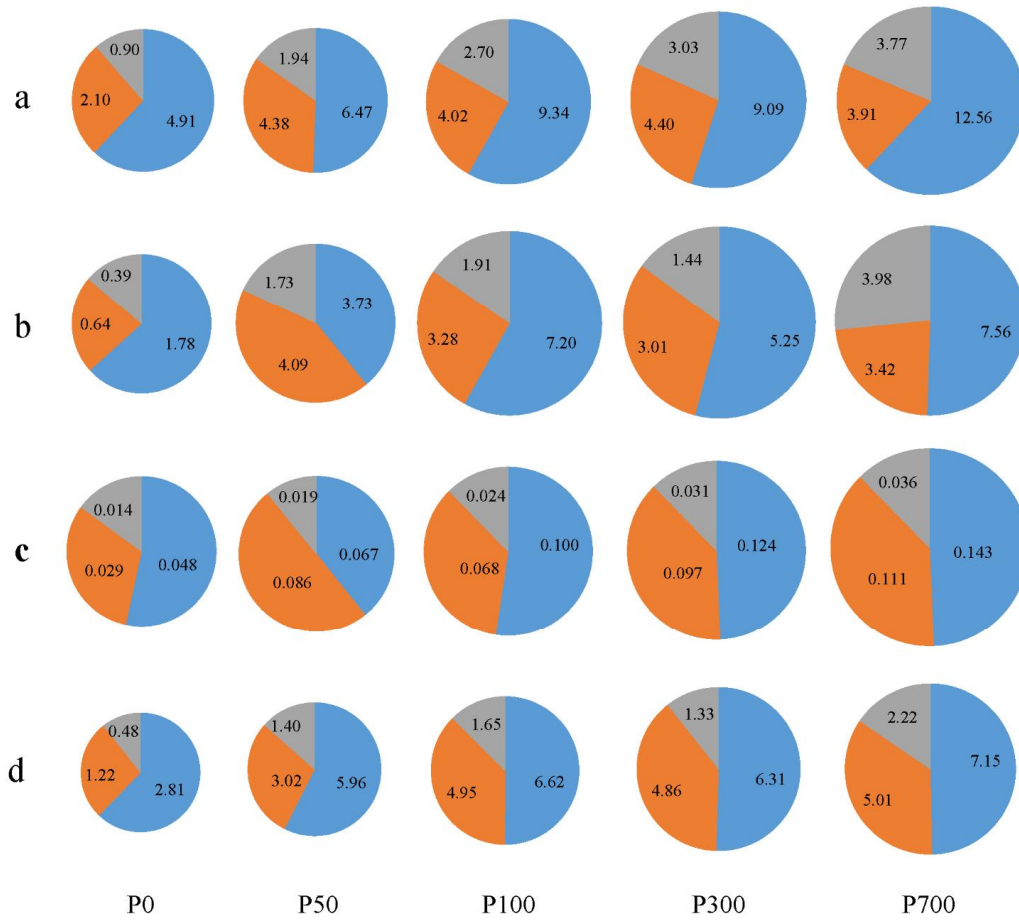 0.90 1.94 2.70 3.03 3.77
a 2.10 4.91 4.38 6.47 4.02 9.34 4.40 9.09 3.91 12.56
0.39 1.73 1.91 1.44 3.98
b 0.64 1.78 4.09 3.73 3.28 7.20 3.01 5.25 3.42 7.56
0.014 0.019 0.024 0.031 0.036
c 0.029 0.048 0.086 0.067 0.068 0.100 0.097 0.124 0.111 0.143
0.48 1.40 1.65 1.33 2.22
d 1.22 2.81 3.02 5.96 4.95 6.62 4.86 6.31 5.01 7.15
P0 P50 P100 P300 P700